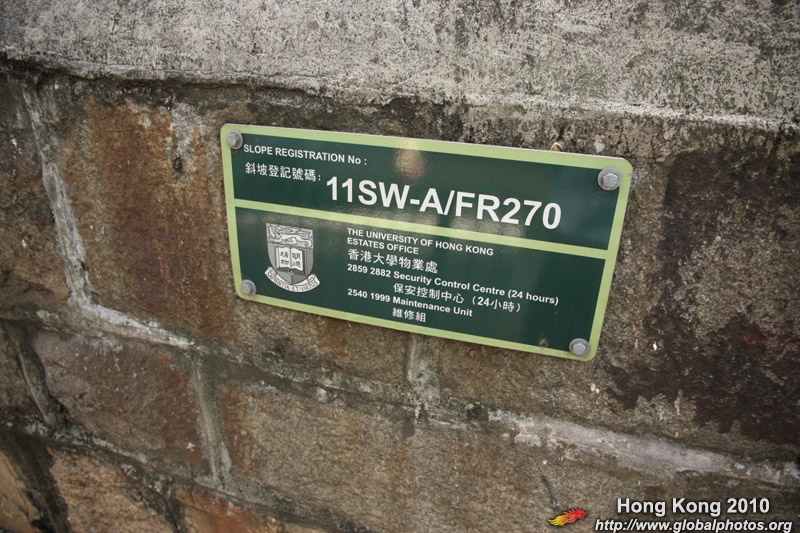 SLOPE REGISTRATION No :
斜坡登記號碼:
11SW-A/FR270
THE UNIVERSITY OF HONG KONG
ESTATES OFFICE
香港大學物業處
2859 2882 Security Control Centre (24 hours)
保安控制中心（24小時）
2540 1999 Maintenance Unit
維修組
Hong Kong 2010
http://www.globalphotos.org